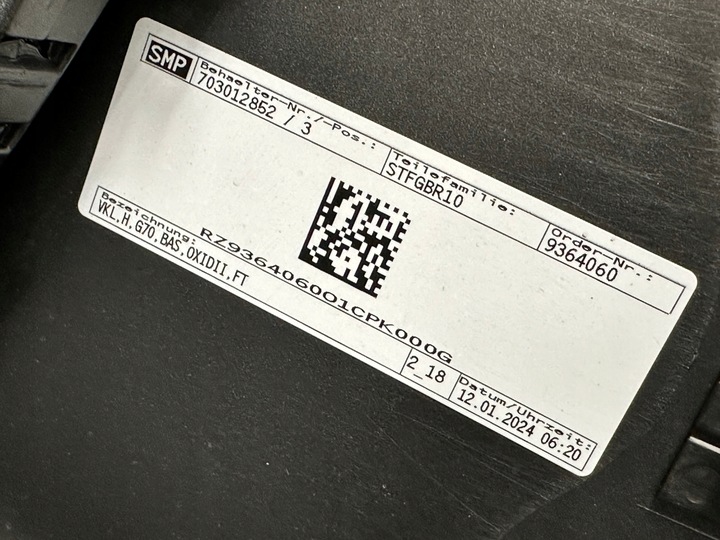 SMP
Behaelter-Nr./-Pos.:
703012852 / 3
Teilefamilie:
STFGBR10
Order-Nr.:
9364060
RZ936406001CPK000G
Bezeichnung:
VKL,H,G70,BAS,OXIDII,FT
2_18
Datum/Uhrzeit:
12.01.2024 06:20